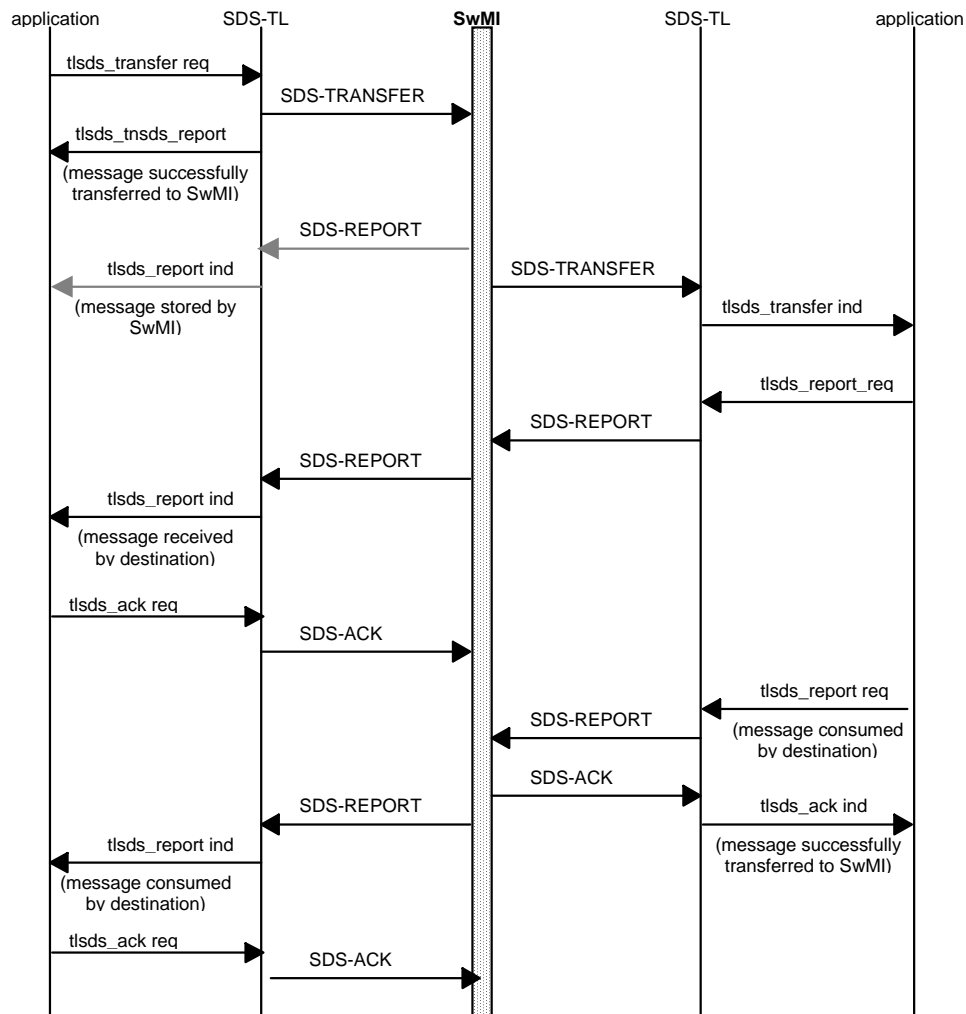 application SDS-TL SwMI SDS-TL application
tlsds_transfer req
SDS-TRANSFER
tlsds_tnsds_report
(message successfully
transferred to SwMI)
SDS-REPORT
tlsds_report ind
SDS-TRANSFER
(message stored by
SwMI)
tlsds_transfer ind
tlsds_report_req
SDS-REPORT
SDS-REPORT
tlsds_report ind
(message received
by destination)
tlsds_ack req
SDS-ACK
tlsds_report req
SDS-REPORT
(message consumed
by destination)
SDS-ACK
SDS-REPORT
tlsds_ack ind
tlsds_report ind
(message successfully
transferred to SwMI)
(message consumed
by destination)
tlsds_ack req
SDS-ACK